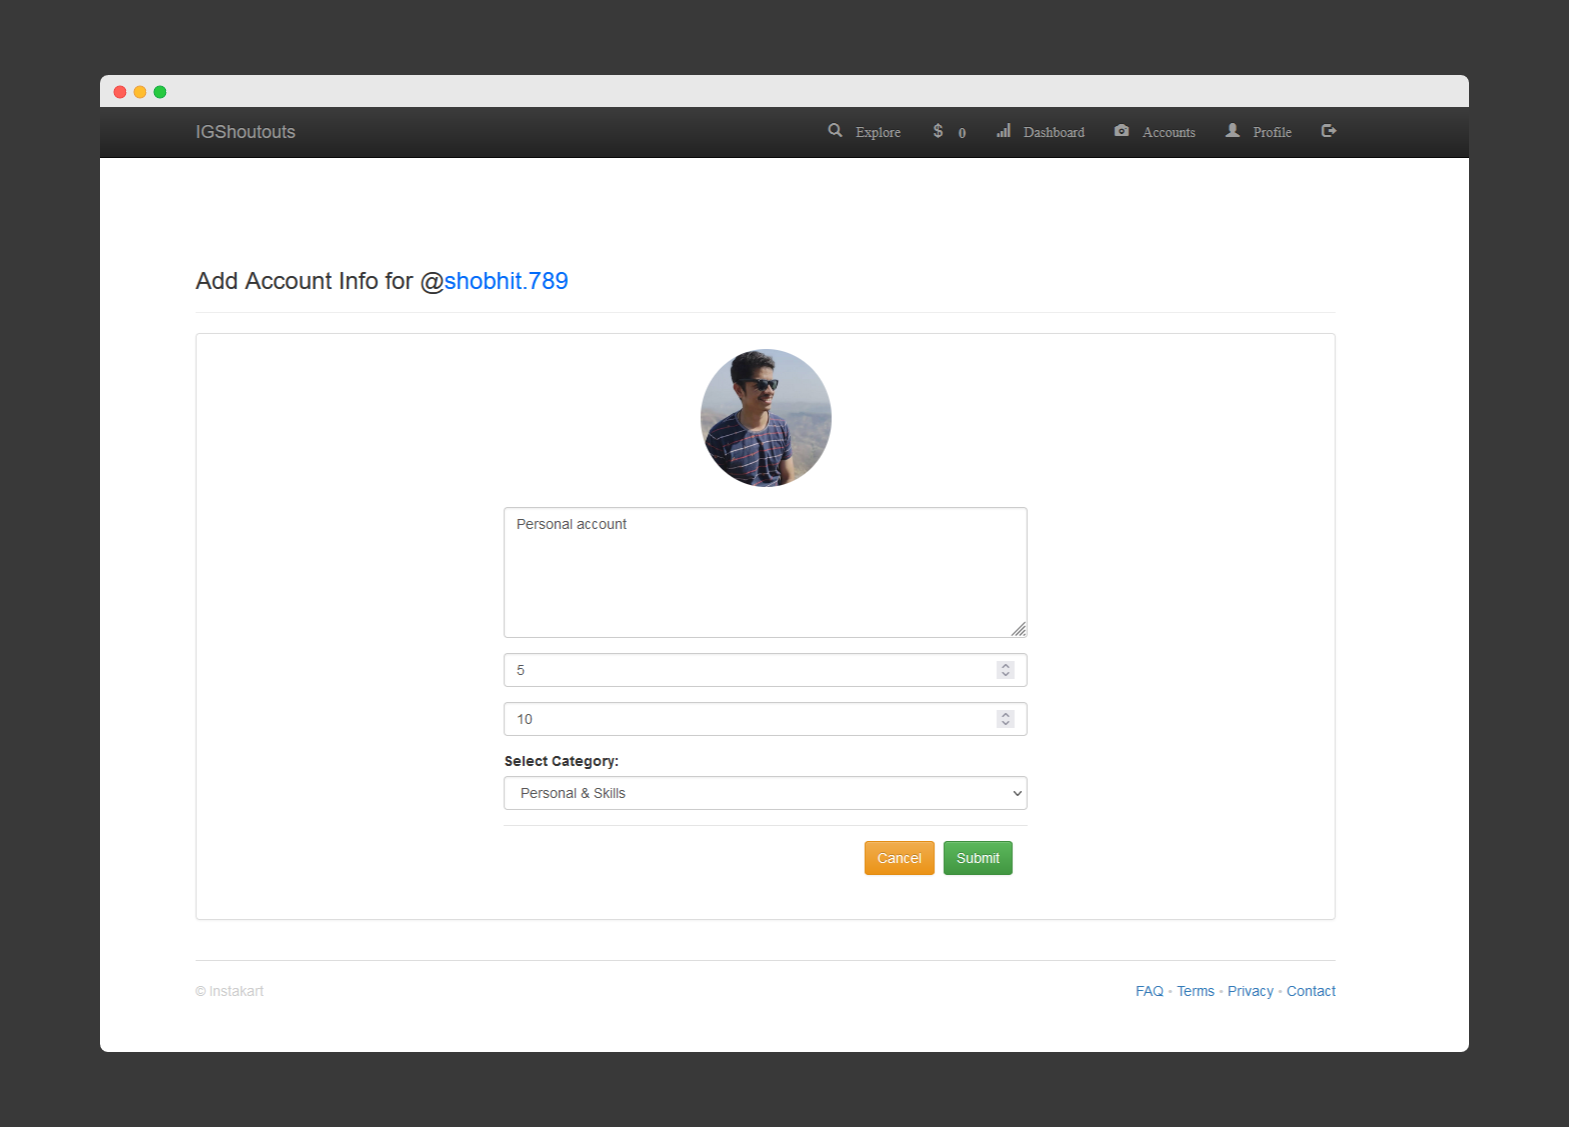 IGShoutouts
Explore
$ 0
Dashboard
Accounts
Profile
Add Account Info for @shobhit.789
Personal account
5
10
Select Category:
Personal & Skills
Cancel
Submit
© Instakart
FAQ • Terms • Privacy • Contact